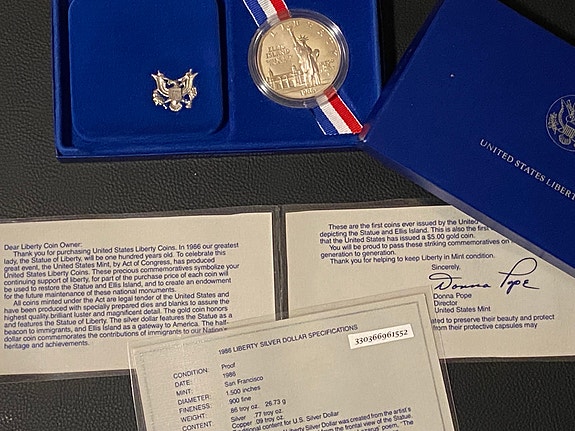 LIBERTY
ELLIS
ISLAND
1986
UNITED STATES LIBERT
Dear Liberty Coin Owner:
Thank you for purchasing United States Liberty Coins. In 1986 our greatest
lady, the Statue of Liberty, will be one hundred years old. To celebrate this
great event, the United States Mint, by Act of Congress, has produced
United States Liberty Coins. These precious commemoratives symbolize your
continuing support of liberty, for part of the purchase price of each coin will
be used to restore the Statue and Ellis Island, and to create an endowment
for the future maintenance of these national monuments.
All coins minted under the Act are legal tender of the United States and
have been produced with specially prepared dies and blanks to assure the
highest quality, brilliant luster and magnificent detail. The gold coin honors
and features the Statue of Liberty. The silver dollar features the Statue as a
beacon to immigrants, and Ellis Island as a gateway to America. The half-
dollar coin commemorates the contributions of immigrants to our Nation's
heritage and achievements.
These are the first coins ever issued by the United
depicting the Statue and Ellis Island. This is also the first
that the United States has issued a $5.00 gold coin.
You will be proud to pass these striking commemoratives on
generation to generation.
Thank you for helping to keep Liberty in Mint condition.
Sincerely,
Donna Pope
Donna Pope
Director
United States Mint
ted to preserve their beauty and protect
from their protective capsules may
1986 LIBERTY SILVER DOLLAR SPECIFICATIONS
330366961552
CONDITION: Proof
DATE: 1986
MINT: San Francisco
DIAMETER: 1.500 inches
FINENESS: 900 fine
WEIGHT: .86 troy oz. 26.73 g
CONTENT: Silver .77 troy oz.
Copper .09 troy oz.
ditional content for U.S. Silver Dollar
Liberty Silver Dollar was created from the artist's
from the frontal view of the Statue.
azarus' poem, "The